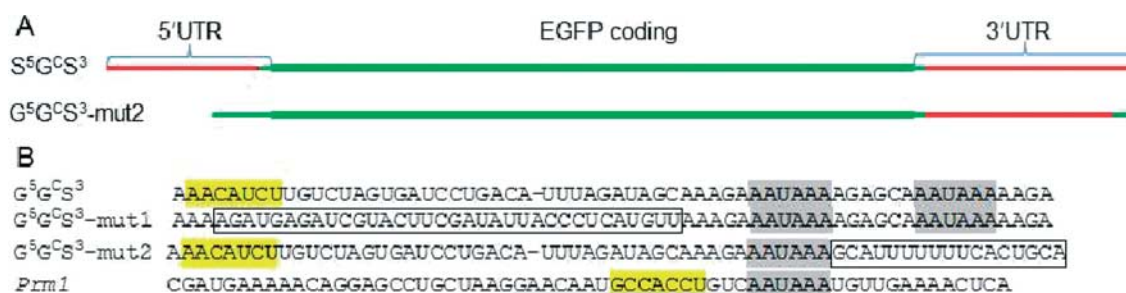 A
5′UTR EGFP coding 3′UTR
S⁵GᶜS³
G⁵GᶜS³-mut2
B
G⁵GᶜS³ AAACAUCUUGUCUAGUGAUCCUGACA-UUUAGAUAGCAAAGAAAUAAAAGAGCAAAUAAAAAGA
G⁵GᶜS³-mut1 AAAAGAUGAGAUCGUACUUCGAUAUUACCCUCAUGUUAAAGAAAUAAAAGAGCAAAUAAAAAGA
G⁵GᶜS³-mut2 AAACAUCUUGUCUAGUGAUCCUGACA-UUUAGAUAGCAAAGAAAUAAAGCAUUUUUUUCACUGCA
Prm1 CGAUGAAAAACAGGAGCCUGCUAAGGAACAAUGCCACCUGUCAAUAAAUGUUGAAAACUCA